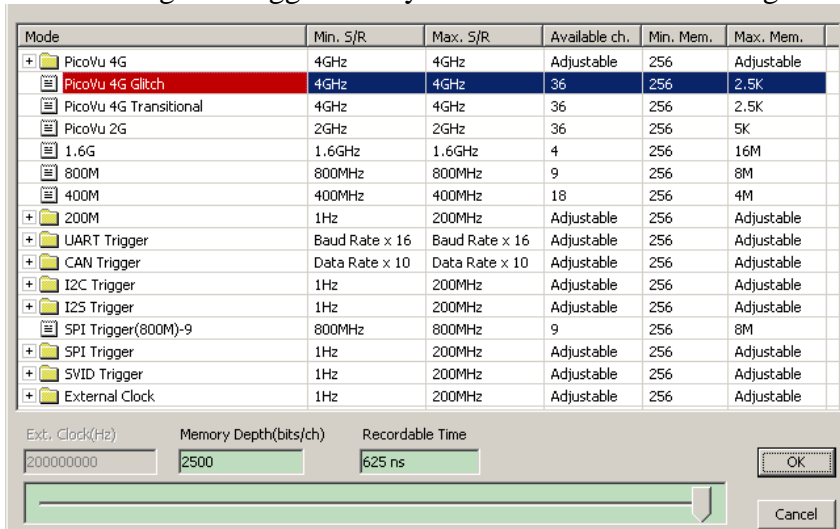 Mode Min. S/R Max. S/R Available ch. Min. Mem. Max. Mem.
PicoVu 4G 4GHz 4GHz Adjustable 256 Adjustable
PicoVu 4G Glitch 4GHz 4GHz 36 256 2.5K
PicoVu 4G Transitional 4GHz 4GHz 36 256 2.5K
PicoVu 2G 2GHz 2GHz 36 256 5K
1.6G 1.6GHz 1.6GHz 4 256 16M
800M 800MHz 800MHz 9 256 8M
400M 400MHz 400MHz 18 256 4M
200M 1Hz 200MHz Adjustable 256 Adjustable
UART Trigger Baud Rate x 16 Baud Rate x 16 Adjustable 256 Adjustable
CAN Trigger Data Rate x 10 Data Rate x 10 Adjustable 256 Adjustable
I2C Trigger 1Hz 200MHz Adjustable 256 Adjustable
I2S Trigger 1Hz 200MHz Adjustable 256 Adjustable
SPI Trigger(800M)-9 800MHz 800MHz 9 256 8M
SPI Trigger 1Hz 200MHz Adjustable 256 Adjustable
SVID Trigger 1Hz 200MHz Adjustable 256 Adjustable
External Clock 1Hz 200MHz Adjustable 256 Adjustable
Ext. Clock(Hz) Memory Depth(bits/ch) Recordable Time
200000000 2500 625 ns OK
Cancel